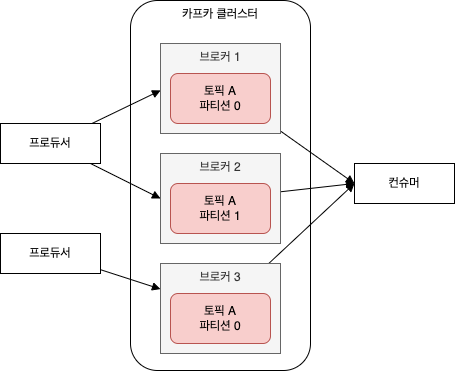 카프카 클러스터
브로커 1
토픽 A
파티션 0
프로듀서
브로커 2
토픽 A
파티션 1
컨슈머
프로듀서
브로커 3
토픽 A
파티션 0